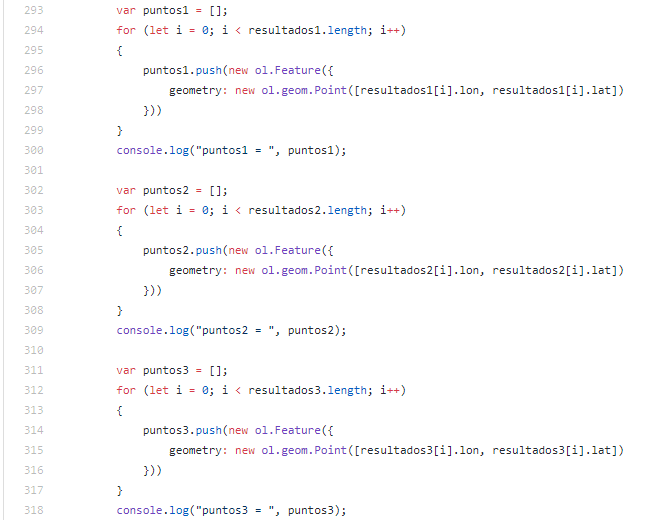 293 var puntos1 = [];
294 for (let i = 0; i < resultados1.length; i++)
295 {
296 puntos1.push(new ol.Feature({
297 geometry: new ol.geom.Point([resultados1[i].lon, resultados1[i].lat])
298 }))
299 }
300 console.log("puntos1 = ", puntos1);
301
302 var puntos2 = [];
303 for (let i = 0; i < resultados2.length; i++)
304 {
305 puntos2.push(new ol.Feature({
306 geometry: new ol.geom.Point([resultados2[i].lon, resultados2[i].lat])
307 }))
308 }
309 console.log("puntos2 = ", puntos2);
310
311 var puntos3 = [];
312 for (let i = 0; i < resultados3.length; i++)
313 {
314 puntos3.push(new ol.Feature({
315 geometry: new ol.geom.Point([resultados3[i].lon, resultados3[i].lat])
316 }))
317 }
318 console.log("puntos3 = ", puntos3);